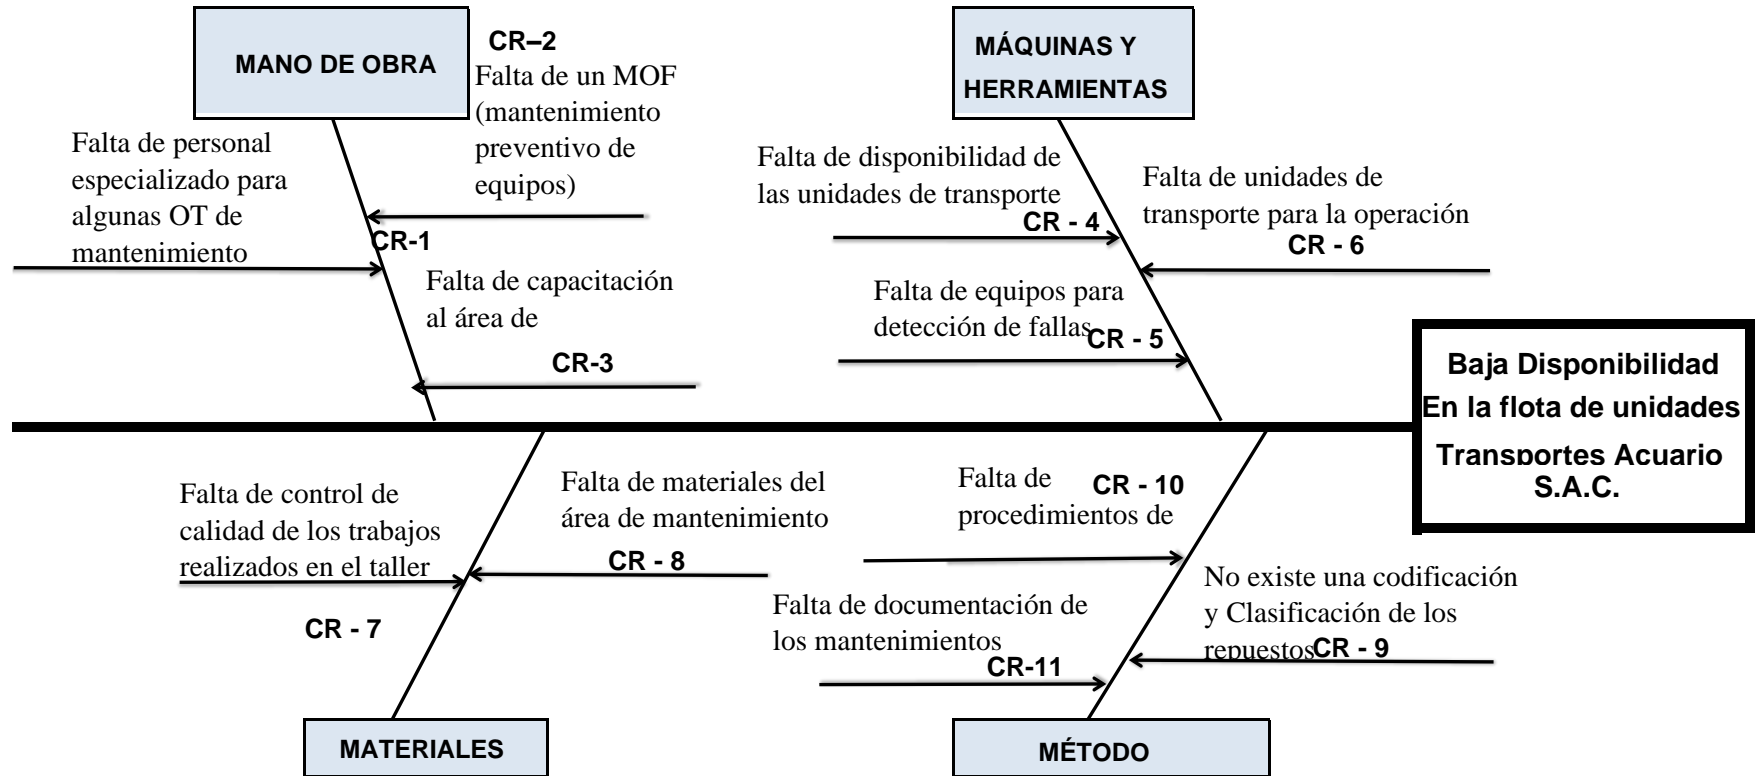 MANO DE OBRA
CR–2
Falta de un MOF
(mantenimiento
preventivo de
equipos)
Falta de personal
especializado para
algunas OT de
mantenimiento
CR-1
Falta de capacitación
al área de
CR-3
MÁQUINAS Y
HERRAMIENTAS
Falta de disponibilidad de
las unidades de transporte
CR - 4
Falta de unidades de
transporte para la operación
CR - 6
Falta de equipos para
detección de fallas
CR - 5
Baja Disponibilidad
En la flota de unidades
Transportes Acuario
S.A.C.
Falta de control de
calidad de los trabajos
realizados en el taller
CR - 7
Falta de materiales del
área de mantenimiento
CR - 8
Falta de
procedimientos de
CR - 10
No existe una codificación
y Clasificación de los
repuestos
CR - 9
Falta de documentación de
los mantenimientos
CR-11
MATERIALES
MÉTODO